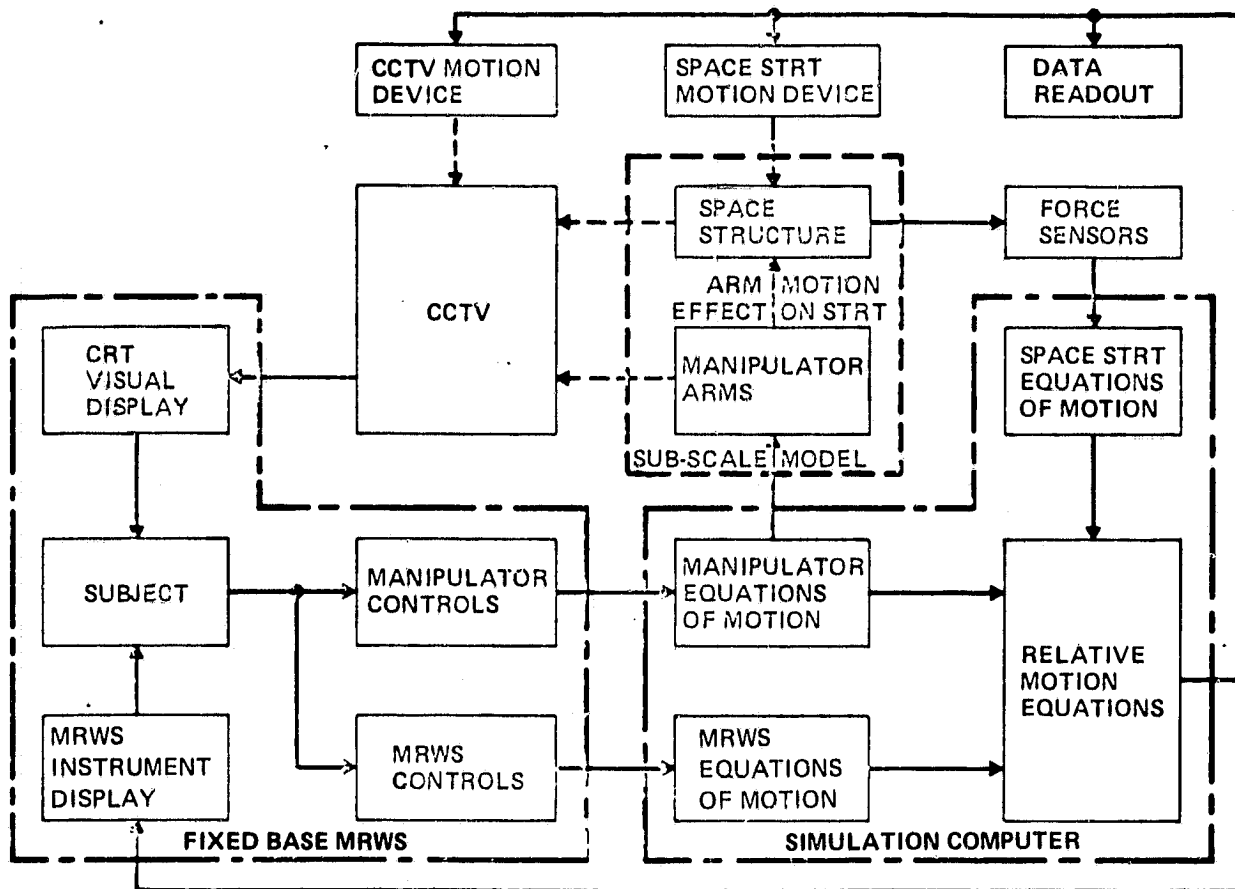 CCTV MOTION
DEVICE
SPACE STRT
MOTION DEVICE
DATA
READOUT
CCTV
SPACE
STRUCTURE
FORCE
SENSORS
ARM MOTION
EFFECT ON STRT
MANIPULATOR
ARMS
SUB-SCALE MODEL
CRT
VISUAL
DISPLAY
SPACE STRT
EQUATIONS
OF MOTION
SUBJECT
MANIPULATOR
CONTROLS
MANIPULATOR
EQUATIONS
OF MOTION
RELATIVE
MOTION
EQUATIONS
MRWS
INSTRUMENT
DISPLAY
MRWS
CONTROLS
MRWS
EQUATIONS
OF MOTION
FIXED BASE MRWS
SIMULATION COMPUTER